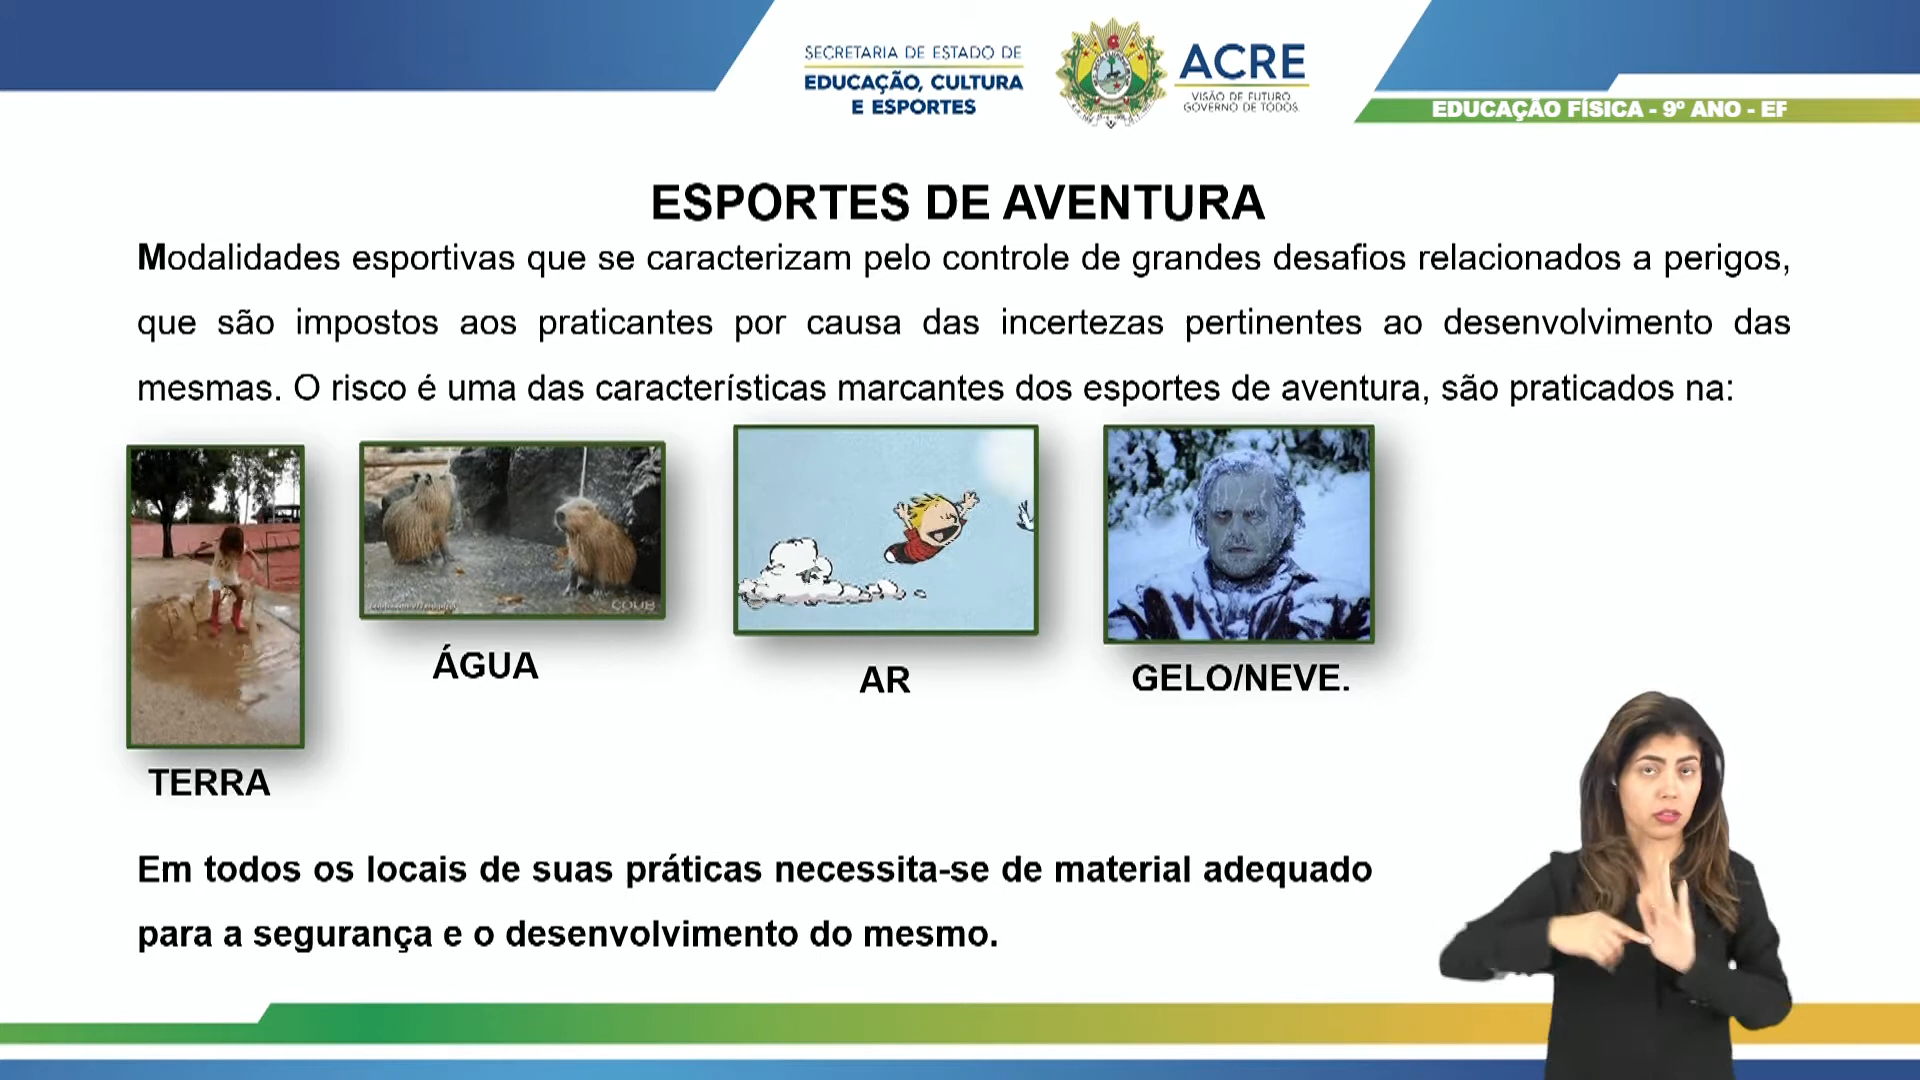 SECRETARIA DE ESTADO DE
EDUCAÇÃO, CULTURA
E ESPORTES
ACRE
VISÃO DE FUTURO.
GOVERNO DE TODOS.
EDUCAÇÃO FÍSICA - 9º ANO - EF
ESPORTES DE AVENTURA
Modalidades esportivas que se caracterizam pelo controle de grandes desafios relacionados a perigos,
que são impostos aos praticantes por causa das incertezas pertinentes ao desenvolvimento das
mesmas. O risco é uma das características marcantes dos esportes de aventura, são praticados na:
COUB
ÁGUA
AR
GELO/NEVE.
TERRA
Em todos os locais de suas práticas necessita-se de material adequado
para a segurança e o desenvolvimento do mesmo.